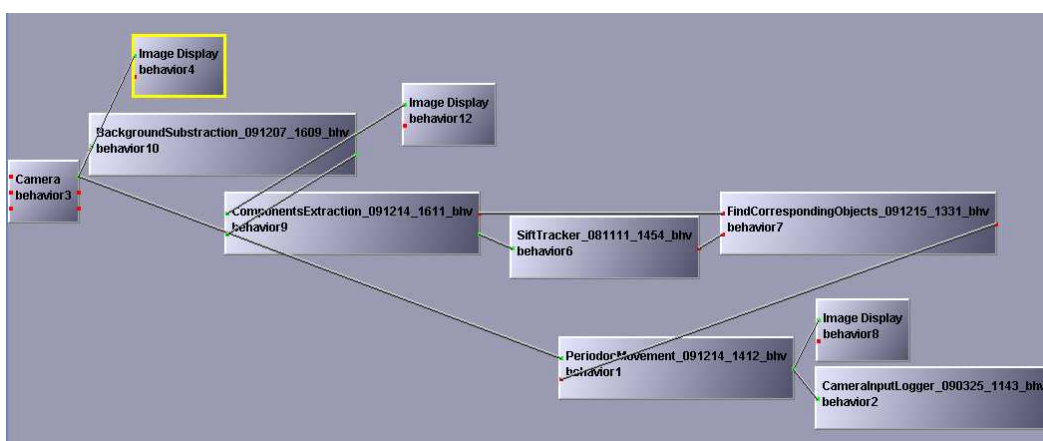 Image Display
behavior4
Image Display
behavior12
BackgroundSubstraction_091207_1609_bhv
behavior10
Camera
behavior3
ComponentsExtraction_091214_1611_bhv
behavior9
FindCorrespondingObjects_091215_1331_bhv
behavior7
SiftTracker_081111_1454_bhv
behavior6
Image Display
behavior8
PeriodocMovement_091214_1412_bhv
behavior1
CameraInputLogger_090325_1143_bhv
behavior2